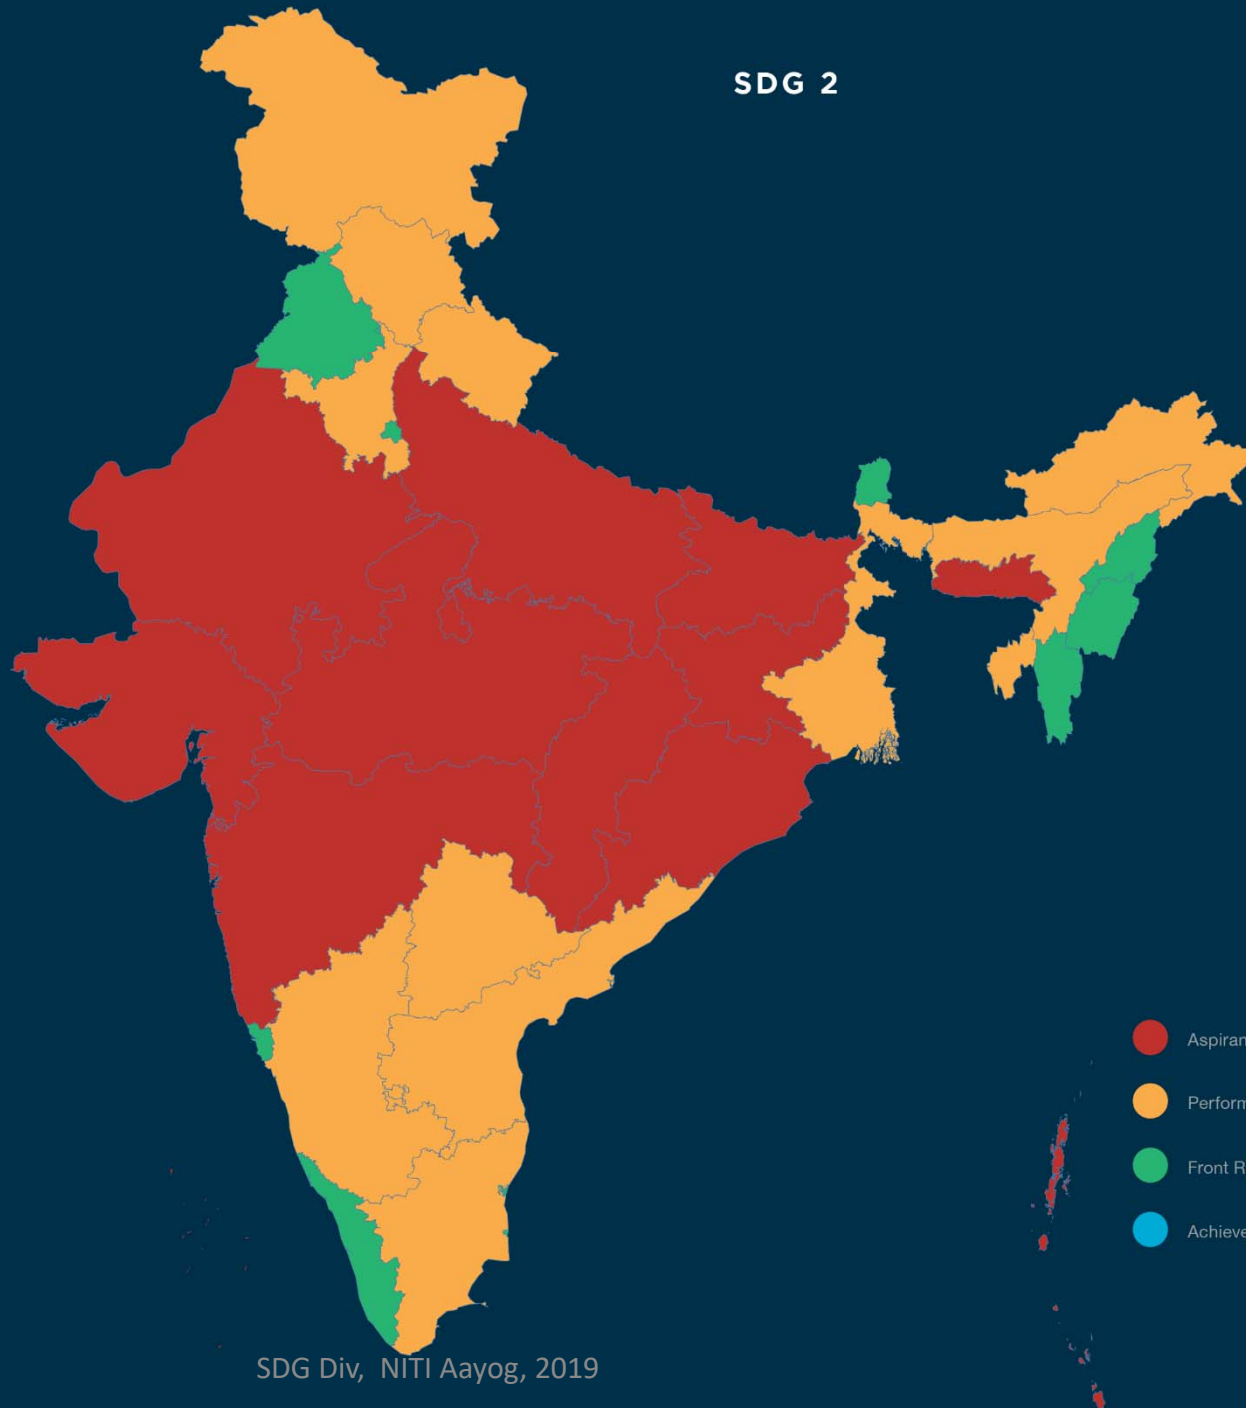 SDG 2
Aspiran
Perform
Front R
Achieve
SDG Div, NITI Aayog, 2019